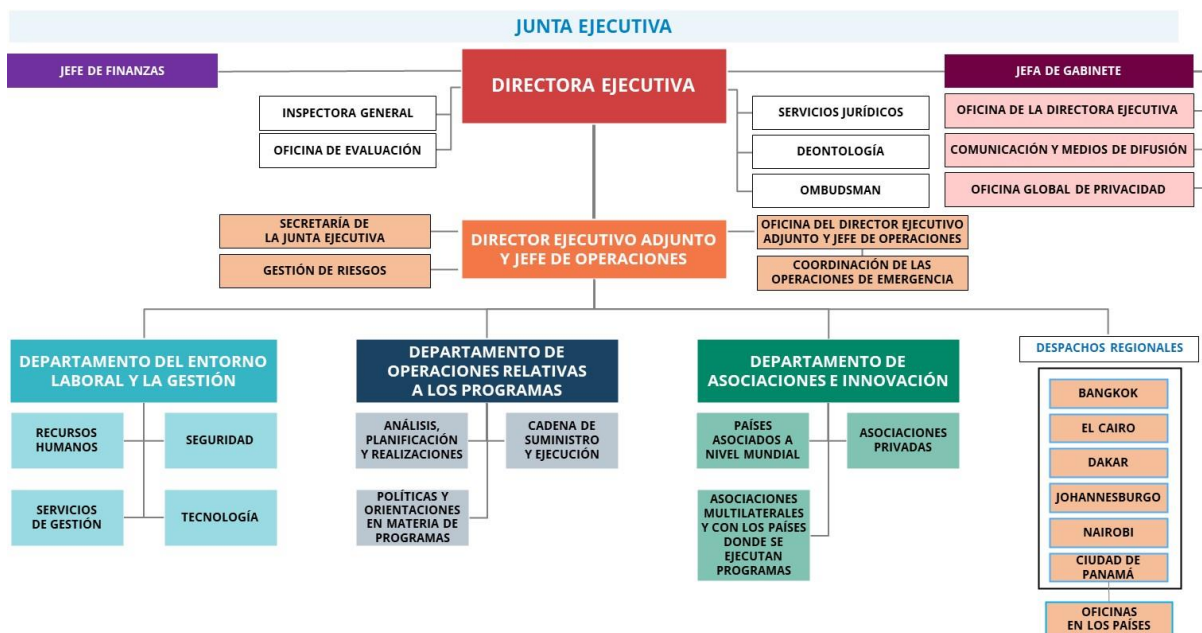 JUNTA EJECUTIVA
JEFE DE FINANZAS
DIRECTORA EJECUTIVA
JEFA DE GABINETE
INSPECTORA GENERAL
OFICINA DE EVALUACIÓN
SERVICIOS JURÍDICOS
DEONTOLOGÍA
OMBUDSMAN
OFICINA DE LA DIRECTORA EJECUTIVA
COMUNICACIÓN Y MEDIOS DE DIFUSIÓN
OFICINA GLOBAL DE PRIVACIDAD
SECRETARÍA DE
LA JUNTA EJECUTIVA
GESTIÓN DE RIESGOS
DIRECTOR EJECUTIVO ADJUNTO
Y JEFE DE OPERACIONES
OFICINA DEL DIRECTOR EJECUTIVO
ADJUNTO Y JEFE DE OPERACIONES
COORDINACIÓN DE LAS
OPERACIONES DE EMERGENCIA
DEPARTAMENTO DEL ENTORNO
LABORAL Y LA GESTIÓN
RECURSOS
HUMANOS
SEGURIDAD
SERVICIOS
DE GESTIÓN
TECNOLOGÍA
DEPARTAMENTO DE
OPERACIONES RELATIVAS
A LOS PROGRAMAS
ANÁLISIS,
PLANIFICACIÓN
Y REALIZACIONES
CADENA DE
SUMINISTRO
Y EJECUCIÓN
POLÍTICAS Y
ORIENTACIONES
EN MATERIA DE
PROGRAMAS
DEPARTAMENTO DE
ASOCIACIONES E INNOVACIÓN
PAÍSES
ASOCIADOS A
NIVEL MUNDIAL
ASOCIACIONES
PRIVADAS
ASOCIACIONES
MULTILATERALES
Y CON LOS PAÍSES
DONDE SE
EJECUTAN
PROGRAMAS
DESPACHOS REGIONALES
BANGKOK
EL CAIRO
DAKAR
JOHANNESBURGO
NAIROBI
CIUDAD DE
PANAMÁ
OFICINAS
EN LOS PAÍSES